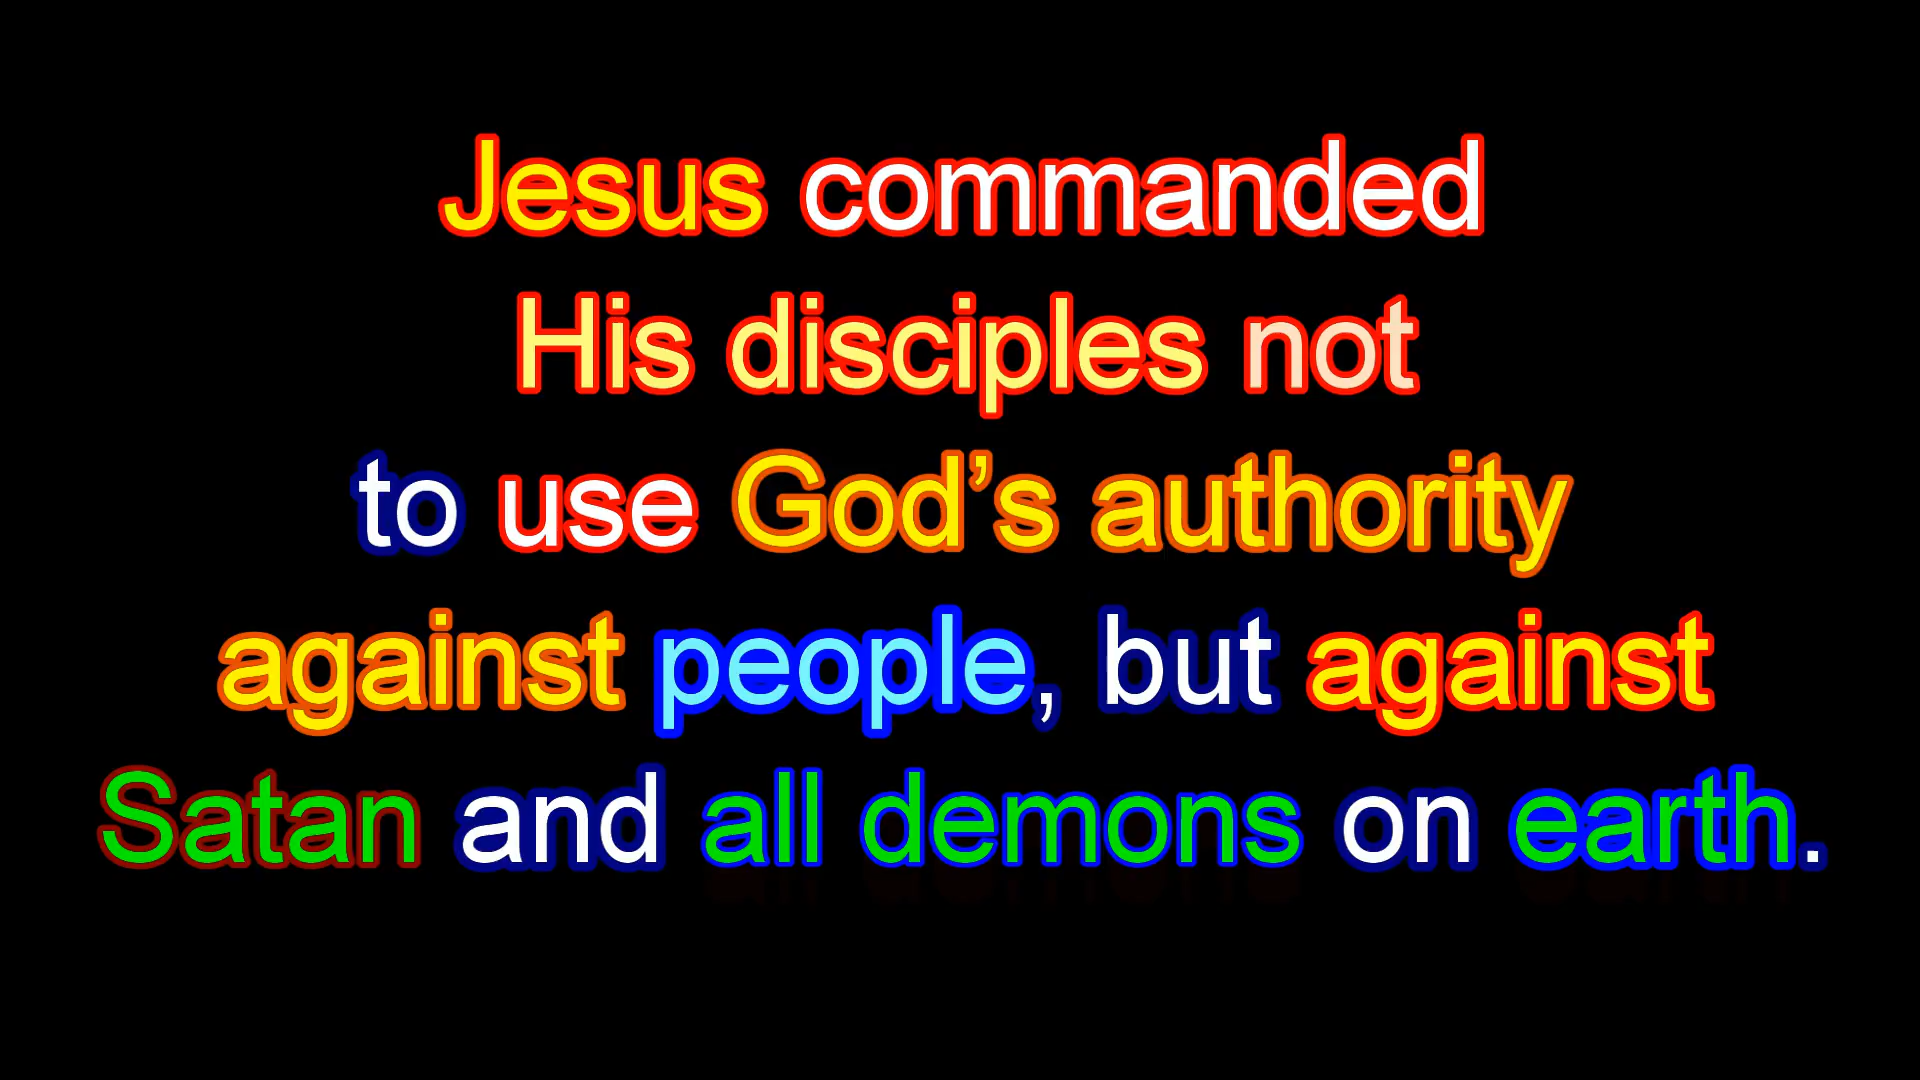 Jesus commanded
His disciples not
to use God’s authority
against people, but against
Satan and all demons on earth.